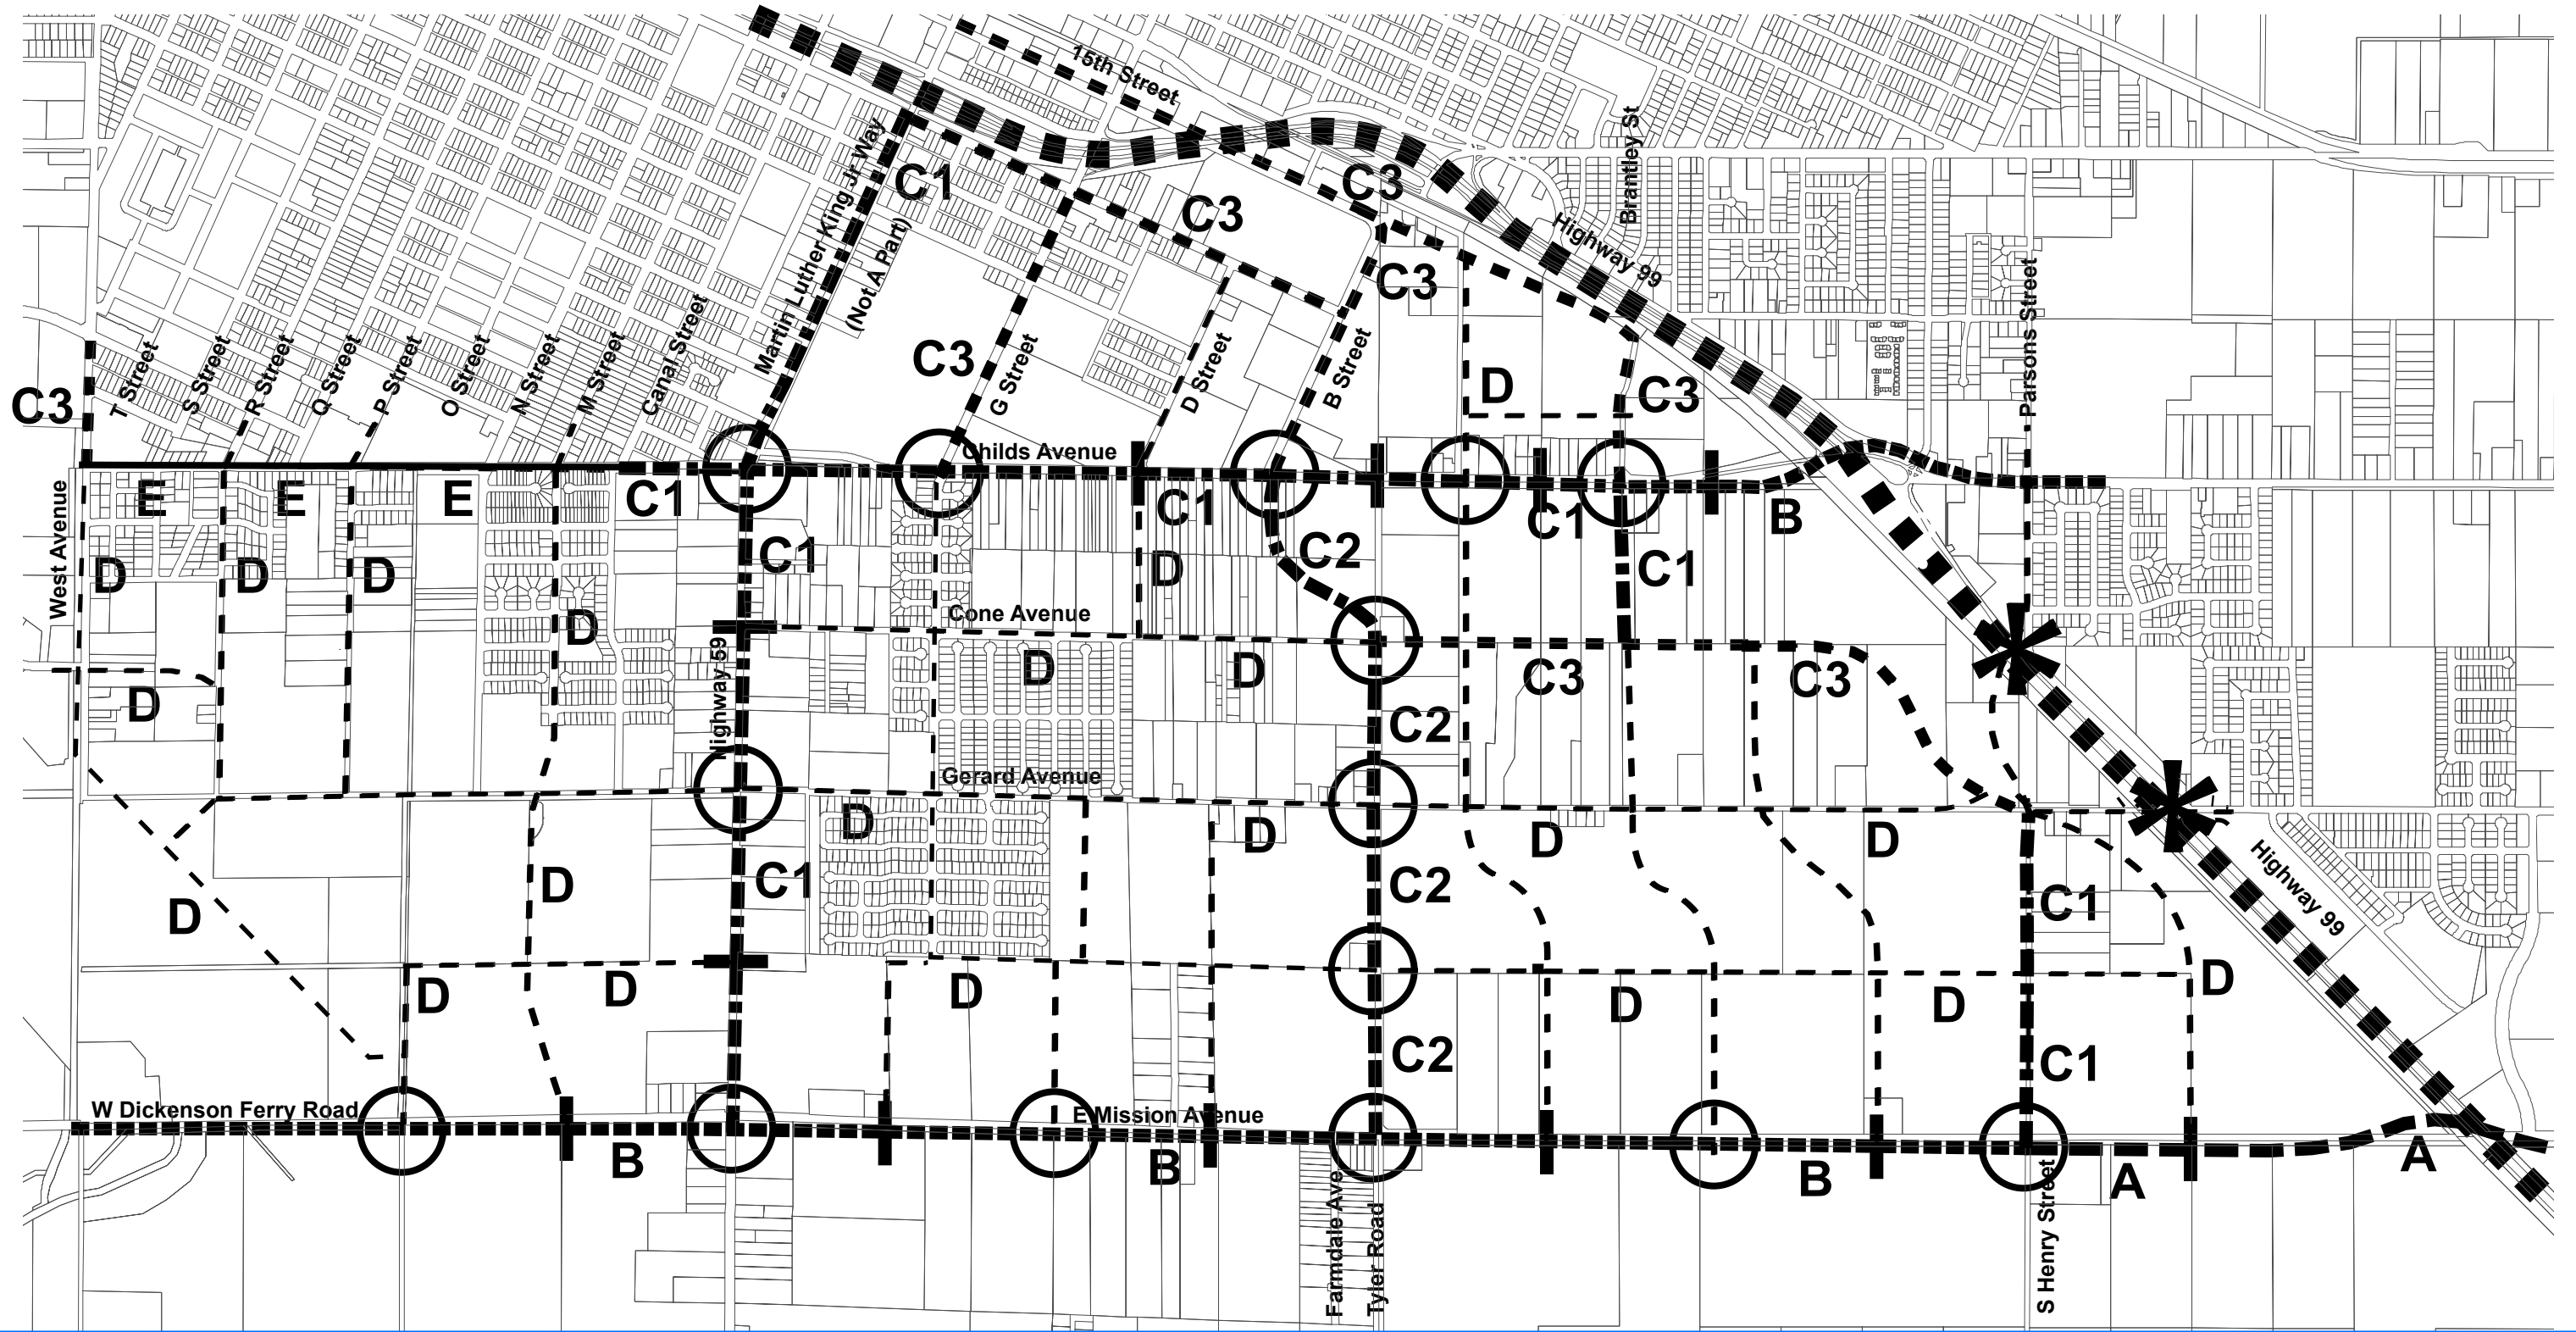 15th Street
Brantley St
C1
C3
C3
Martin Luther King Jr Way
(Not A Part)
Highway 99
C3
Parsons Street
C3
T Street
S Street
R Street
Q Street
P Street
O Street
N Street
M Street
Canal Street
C3
G Street
D Street
B Street
D
C3
Childs Avenue
E
E
E
C1
C1
C1
B
West Avenue
D
D
D
D
C1
D
C2
C1
Cone Avenue
Highway 59
D
D
D
C2
C3
C3
Gerard Avenue
D
D
D
D
D
D
C1
C2
C1
Highway 99
D
D
D
D
D
D
C2
C1
W Dickenson Ferry Road
E Mission Avenue
B
B
B
A
A
Farmdale Ave
Tyler Road
S Henry Street